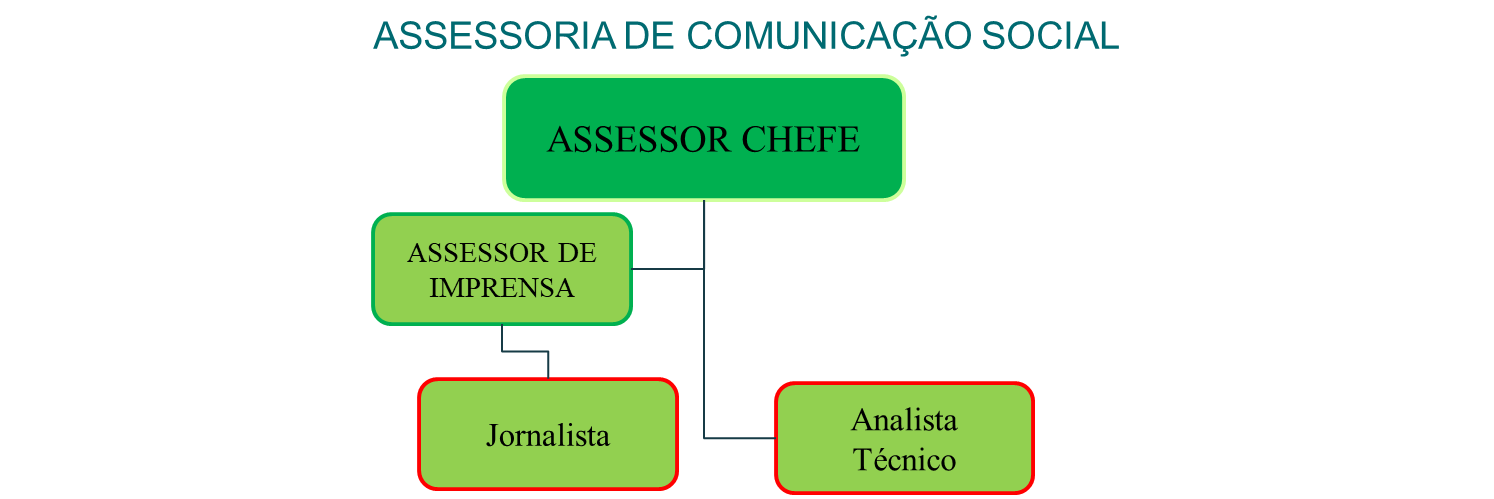 ASSESSORIA DE COMUNICAÇÃO SOCIAL
ASSESSOR CHEFE
ASSESSOR DE
IMPRENSA
Jornalista
Analista
Técnico